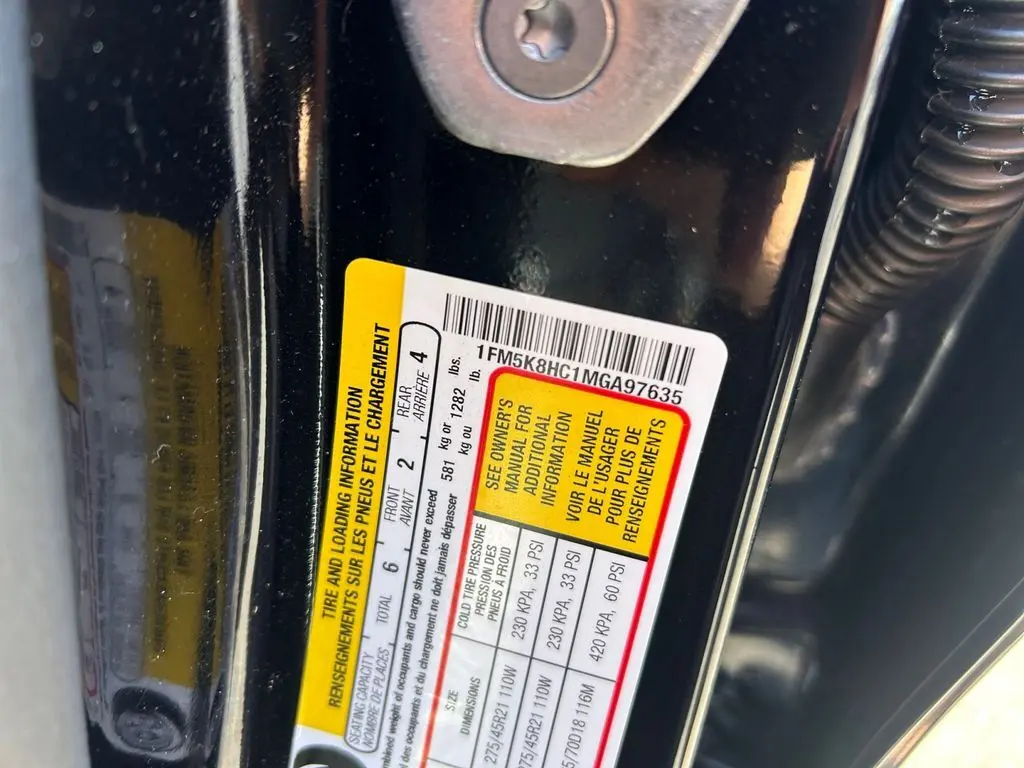 1FM5K8HC1MGA97635
TIRE AND LOADING INFORMATION
RENSEIGNEMENTS SUR LES PNEUS ET LE CHARGEMENT
SEATING CAPACITY
NOMBRE DE PLACES
TOTAL 6
FRONT
AVANT
2
REAR
ARRIÈRE
4
combined weight of occupants and cargo should never exceed
des occupants et du chargement ne doit jamais dépasser
581 kg or 1282 lbs.
kg ou lb.
SIZE
DIMENSIONS
COLD TIRE PRESSURE
PRESSION DES
PNEUS À FROID
275/45R21 110W 230 KPA, 33 PSI
275/45R21 110W 230 KPA, 33 PSI
5/70D18 116M 420 KPA, 60 PSI
SEE OWNER'S
MANUAL FOR
ADDITIONAL
INFORMATION
VOIR LE MANUEL
DE L'USAGER
POUR PLUS DE
RENSEIGNEMENTS